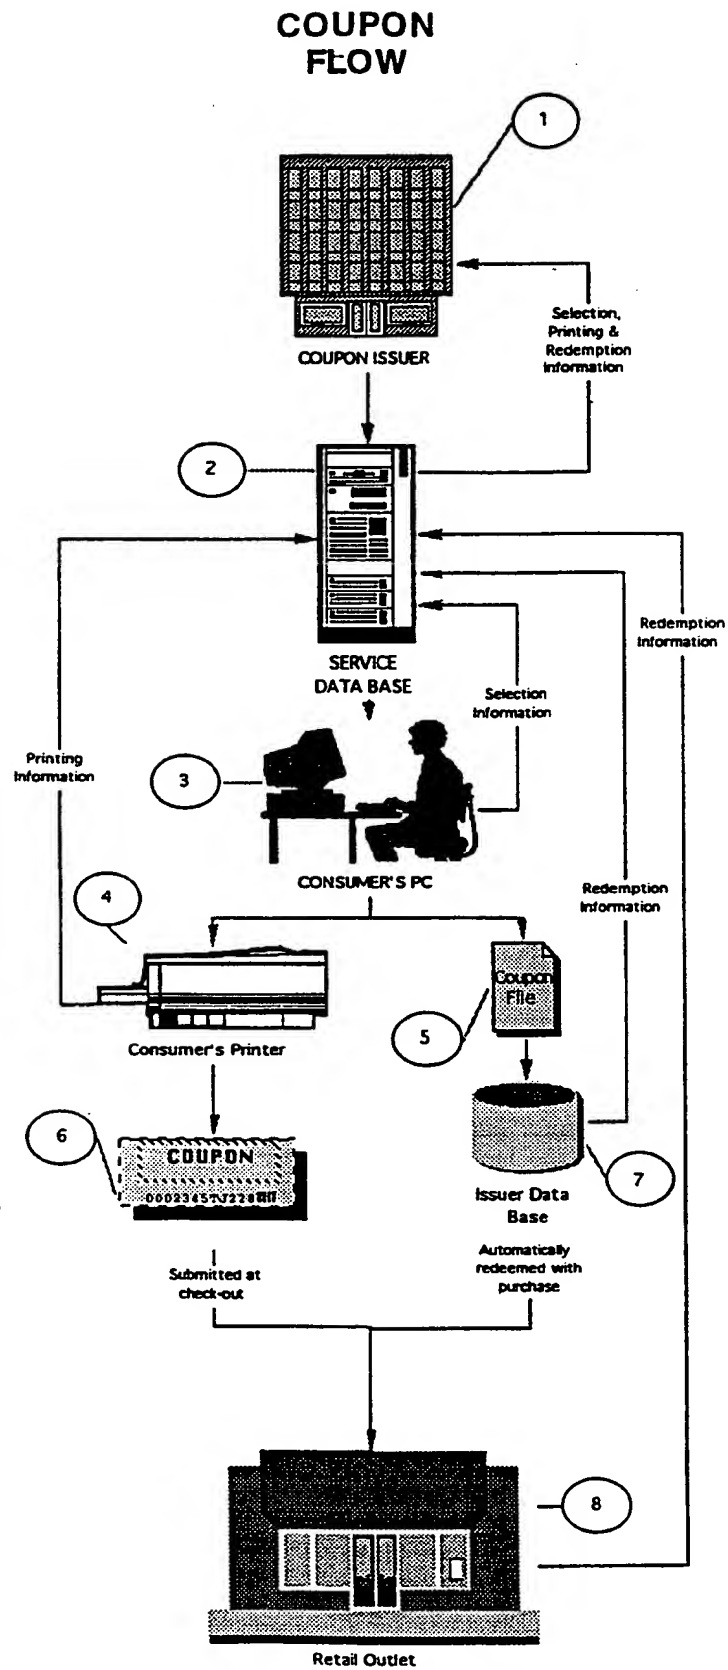 COUPON
FLOW
1
COUPON ISSUER
Selection,
Printing &
Redemption
Information
2
SERVICE
DATA BASE
Redemption
Information
Selection
Information
Printing
Information
3
CONSUMER'S PC
4
Redemption
Information
Coupon
File
5
Consumer's Printer
6
COUPON
7
Issuer Data
Base
Submitted at
check-out
Automatically
redeemed with
purchase
8
Retail Outlet